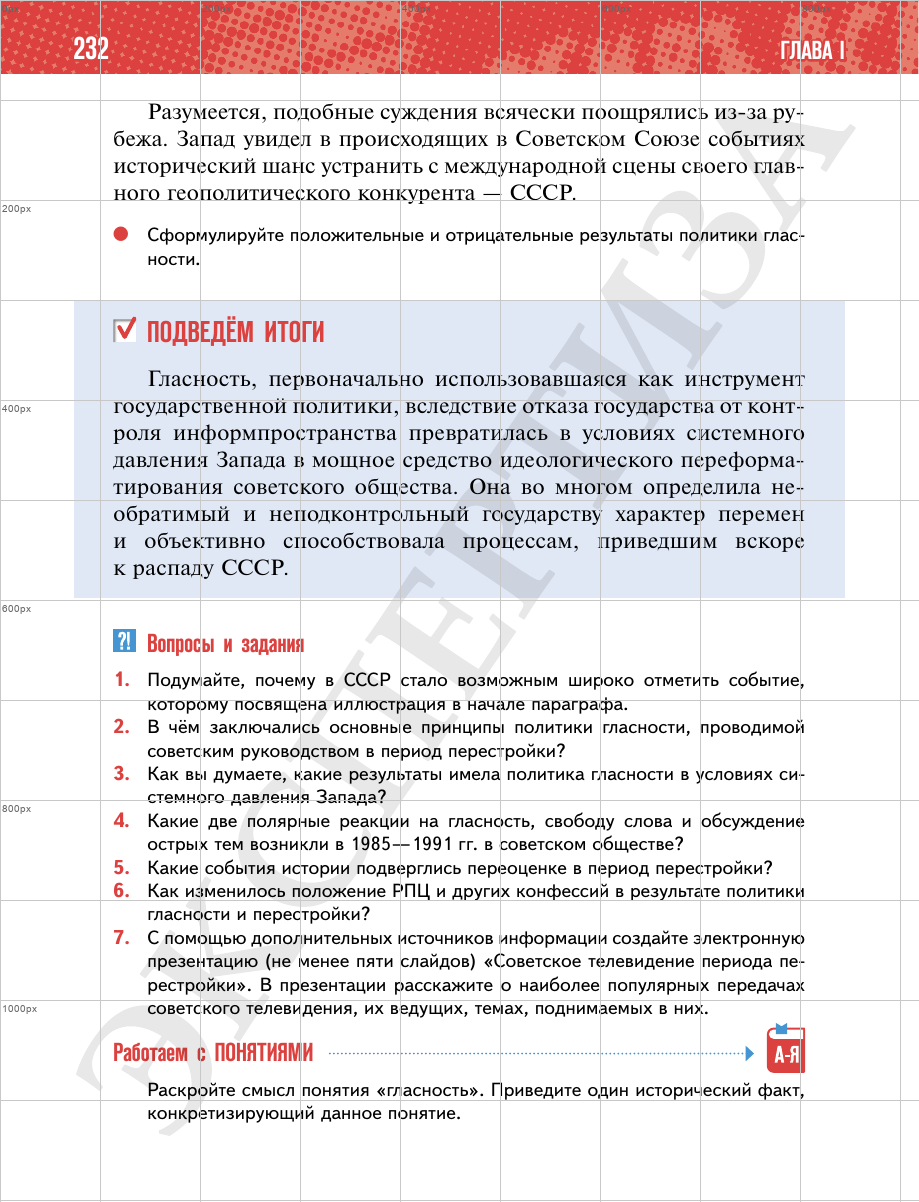 232
ГЛАВА I
Разумеется, подобные суждения всячески поощрялись из-за ру-
бежа. Запад увидел в происходящих в Советском Союзе событиях
исторический шанс устранить с международной сцены своего глав-
ного геополитического конкурента — СССР.
Сформулируйте положительные и отрицательные результаты политики глас-
ности.
ПОДВЕДЁМ ИТОГИ
Гласность, первоначально использовавшаяся как инструмент
200px
государственной политики, вследствие отказа государства от конт-
400px
роля информпространства превратилась в условиях системного
давления Запада в мощное средство идеологического переформа-
тирования советского общества. Она во многом определила не-
обратимый и неподконтрольный государству характер перемен
и объективно способствовала процессам, приведшим вскоре
к распаду СССР.
600px
?! Вопросы и задания
1. Подумайте, почему в СССР стало возможным широко отметить событие,
которому посвящена иллюстрация в начале параграфа.
2. В чём заключались основные принципы политики гласности, проводимой
советским руководством в период перестройки?
3. Как вы думаете, какие результаты имела политика гласности в условиях си-
стемного давления Запада?
800px
4. Какие две полярные реакции на гласность, свободу слова и обсуждение
острых тем возникли в 1985—1991 гг. в советском обществе?
5. Какие события истории подверглись переоценке в период перестройки?
6. Как изменилось положение РПЦ и других конфессий в результате политики
гласности и перестройки?
7. С помощью дополнительных источников информации создайте электронную
презентацию (не менее пяти слайдов) «Советское телевидение периода пе-
рестройки». В презентации расскажите о наиболее популярных передачах
советского телевидения, их ведущих, темах, поднимаемых в них.
1000px
Работаем с ПОНЯТИЯМИ
А-Я
Раскройте смысл понятия «гласность». Приведите один исторический факт,
конкретизирующий данное понятие.
ЭКСПЕРТИЗА